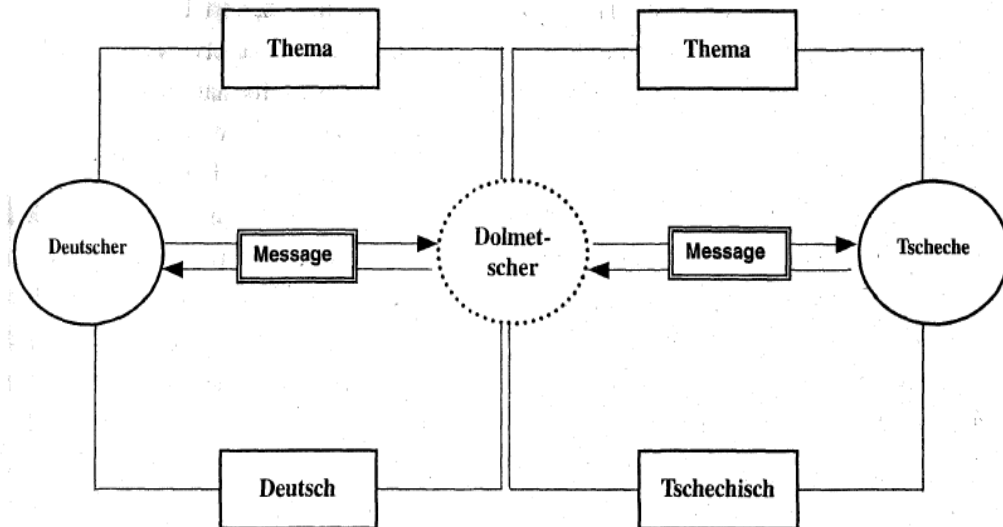 Thema
Thema
Deutscher
Message
Dolmet-
scher
Message
Tscheche
Deutsch
Tschechisch